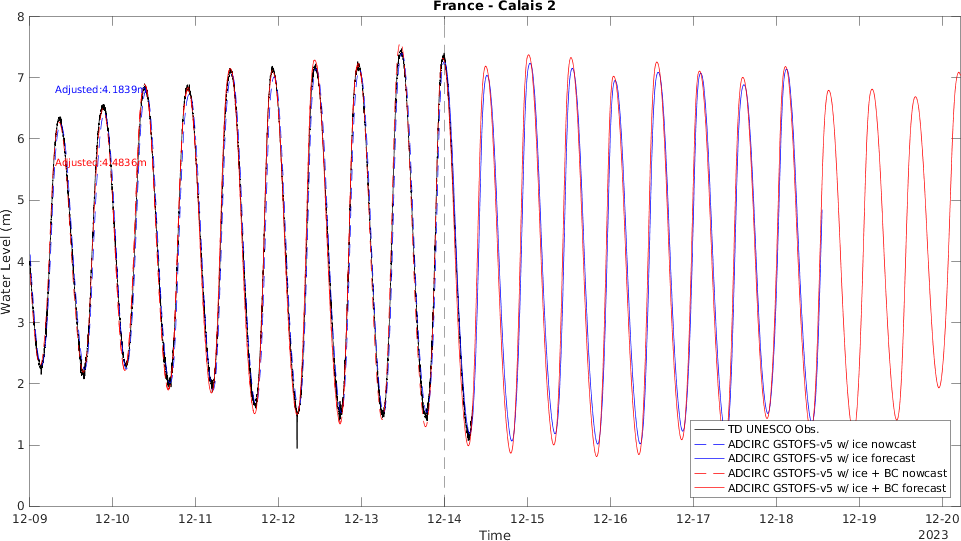 France - Calais 2
8
7
6
5
4
3
2
1
0
Water Level (m)
Adjusted:4.1839m
Adjusted:4.4836m
TD UNESCO Obs.
ADCIRC GSTOFS-v5 w/ ice nowcast
ADCIRC GSTOFS-v5 w/ ice forecast
ADCIRC GSTOFS-v5 w/ ice + BC nowcast
ADCIRC GSTOFS-v5 w/ ice + BC forecast
12-09 12-10 12-11 12-12 12-13 12-14 12-15 12-16 12-17 12-18 12-19 12-20
Time
2023